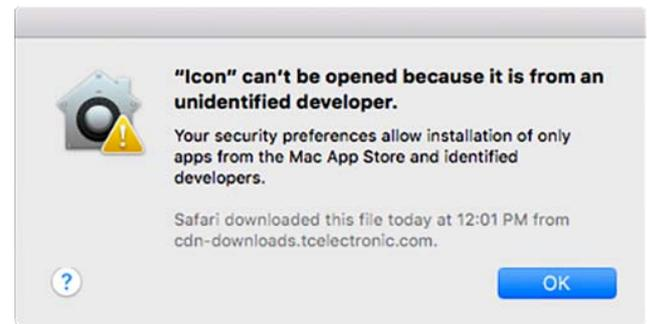 "Icon" can't be opened because it is from an
unidentified developer.
Your security preferences allow installation of only
apps from the Mac App Store and identified
developers.
Safari downloaded this file today at 12:01 PM from
cdn-downloads.tcelectronic.com.
?
OK